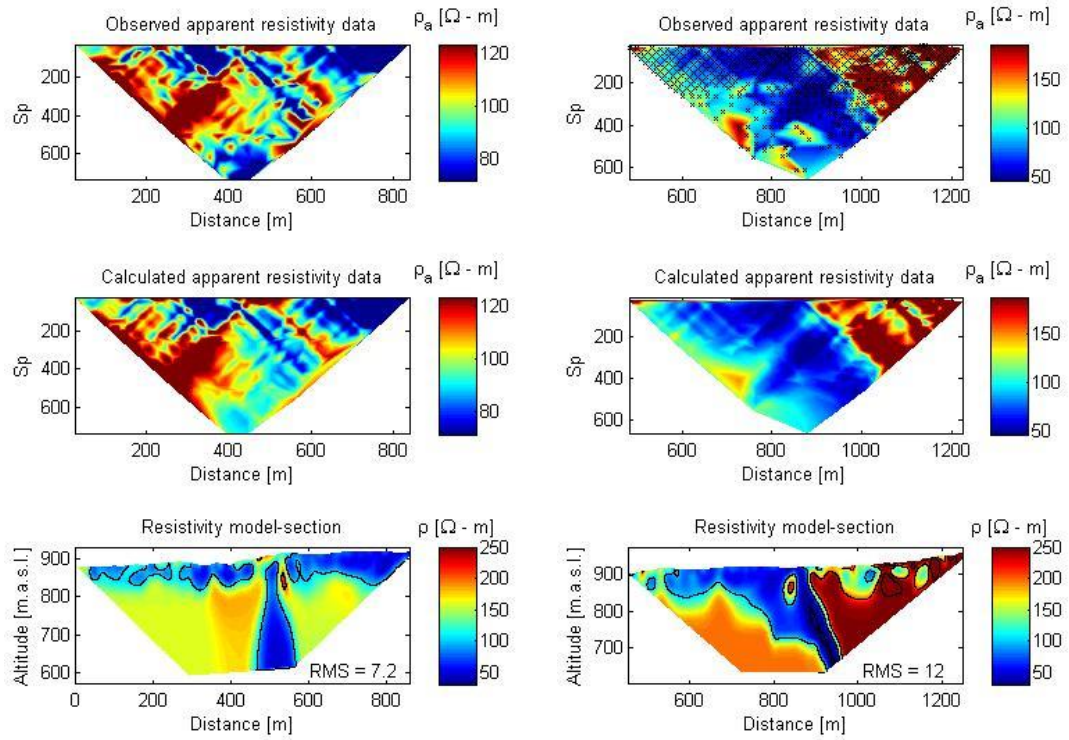 Observed apparent resistivity data
ρa [Ω - m]
Sp
200
400
600
200 400 600 800
Distance [m]
120
100
80
Observed apparent resistivity data
ρa [Ω - m]
Sp
200
400
600
600 800 1000 1200
Distance [m]
150
100
50
Calculated apparent resistivity data
ρa [Ω - m]
Sp
200
400
600
200 400 600 800
Distance [m]
120
100
80
Calculated apparent resistivity data
ρa [Ω - m]
Sp
200
400
600
600 800 1000 1200
Distance [m]
150
100
50
Resistivity model-section
ρ [Ω - m]
Altitude [m.a.s.l.]
900
800
700
600
RMS = 7.2
0 200 400 600 800
Distance [m]
250
200
150
100
50
Resistivity model-section
ρ [Ω - m]
Altitude [m.a.s.l.]
900
800
700
RMS = 12
600 800 1000 1200
Distance [m]
250
200
150
100
50